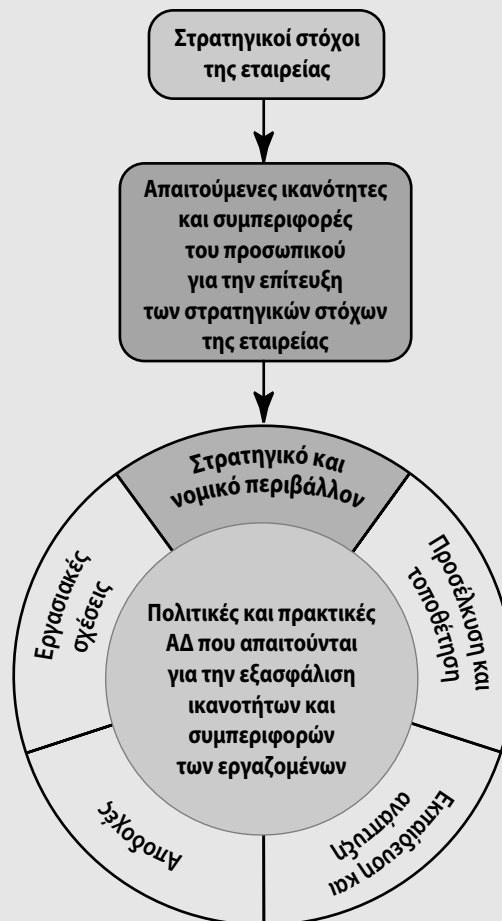 Στρατηγικοί στόχοι
της εταιρείας
Απαιτούμενες ικανότητες
και συμπεριφορές
του προσωπικού
για την επίτευξη
των στρατηγικών στόχων
της εταιρείας
Στρατηγικό και
νομικό περιβάλλον
Προσέλκυση και
τοποθέτηση
Εκπαίδευση και
ανάπτυξη
Αποδοχές
Εργασιακές
σχέσεις
Πολιτικές και πρακτικές
ΑΔ που απαιτούνται
για την εξασφάλιση
ικανοτήτων και
συμπεριφορών
των εργαζομένων